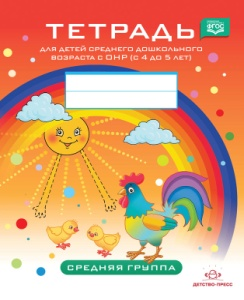 ТЕТРАДЬ
ДЛЯ ДЕТЕЙ СРЕДНЕГО ДОШКОЛЬНОГО
ВОЗРАСТА С ОНР (С 4 ДО 5 ЛЕТ)
ФГОС
СРЕДНЯЯ ГРУППА
ДЕТСТВО-ПРЕСС